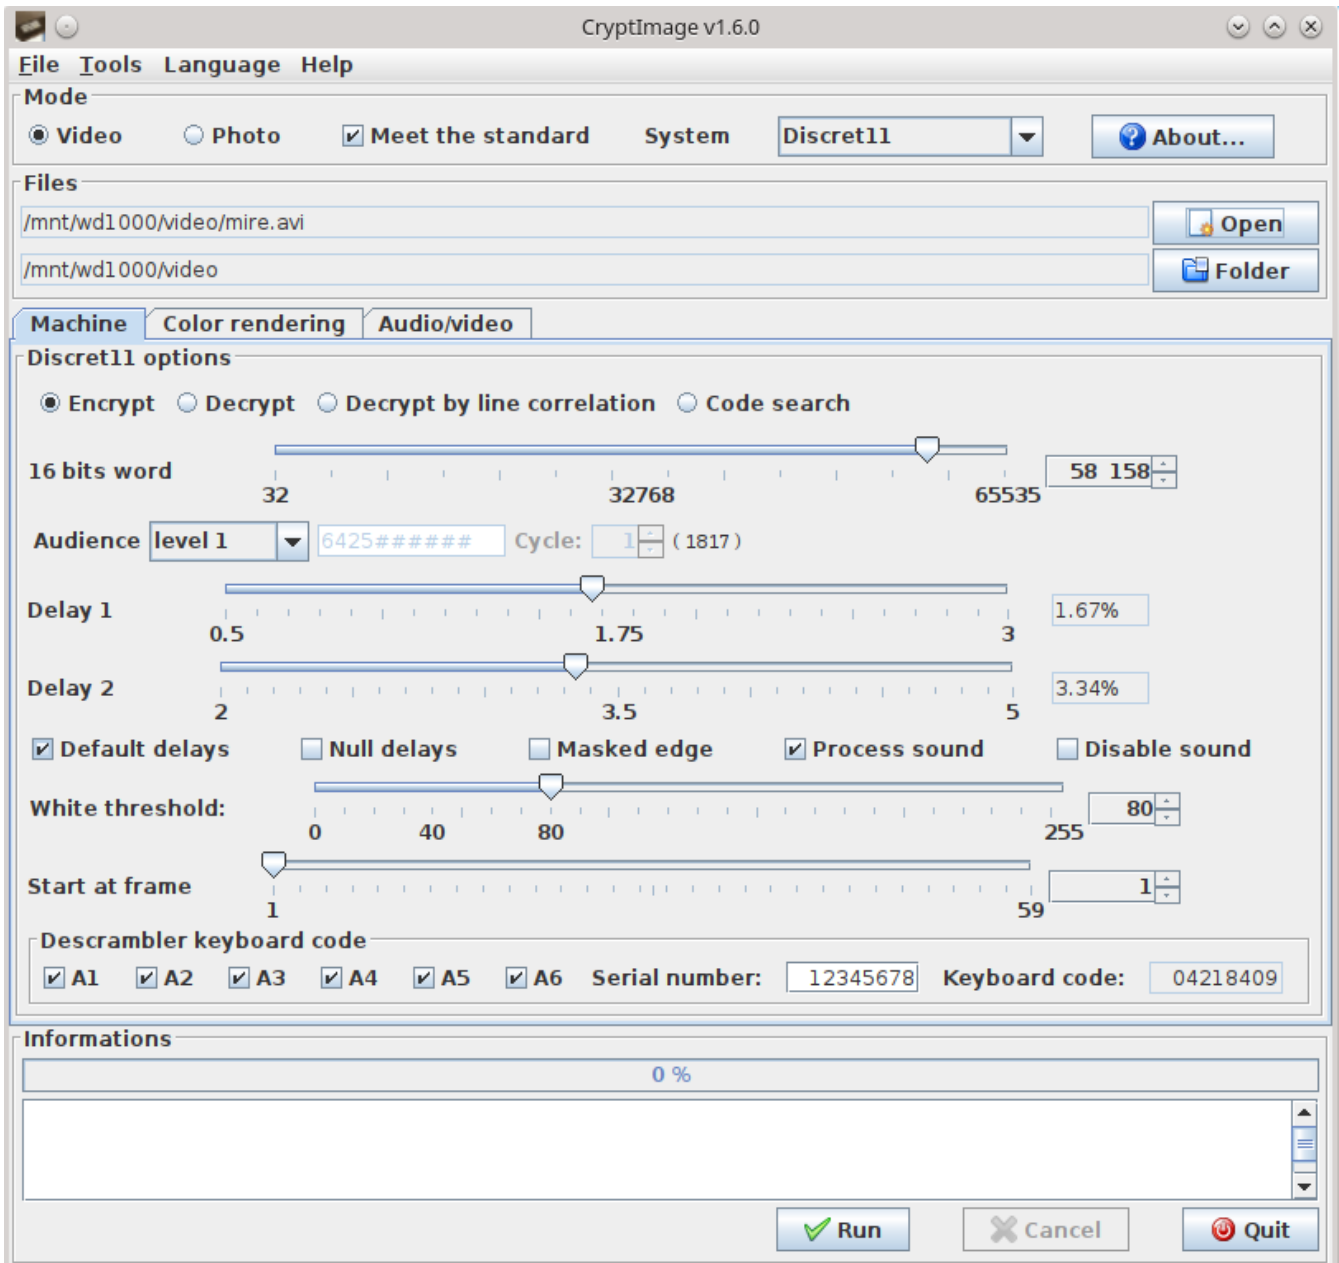 CryptImage v1.6.0
File Tools Language Help
Mode
Video Photo Meet the standard System Discret11 About...
Files
/mnt/wd1000/video/mire.avi Open
/mnt/wd1000/video Folder
Machine Color rendering Audio/video
Discret11 options
Encrypt Decrypt Decrypt by line correlation Code search
16 bits word 58 158
32 32768 65535
Audience level 1 6425###### Cycle: 1 ( 1817 )
Delay 1 1.67%
0.5 1.75 3
Delay 2 3.34%
2 3.5 5
Default delays Null delays Masked edge Process sound Disable sound
White threshold: 80
0 40 80 255
Start at frame 1
1 59
Descrambler keyboard code
A1 A2 A3 A4 A5 A6 Serial number: 12345678 Keyboard code: 04218409
Informations
0 %
Run Cancel Quit